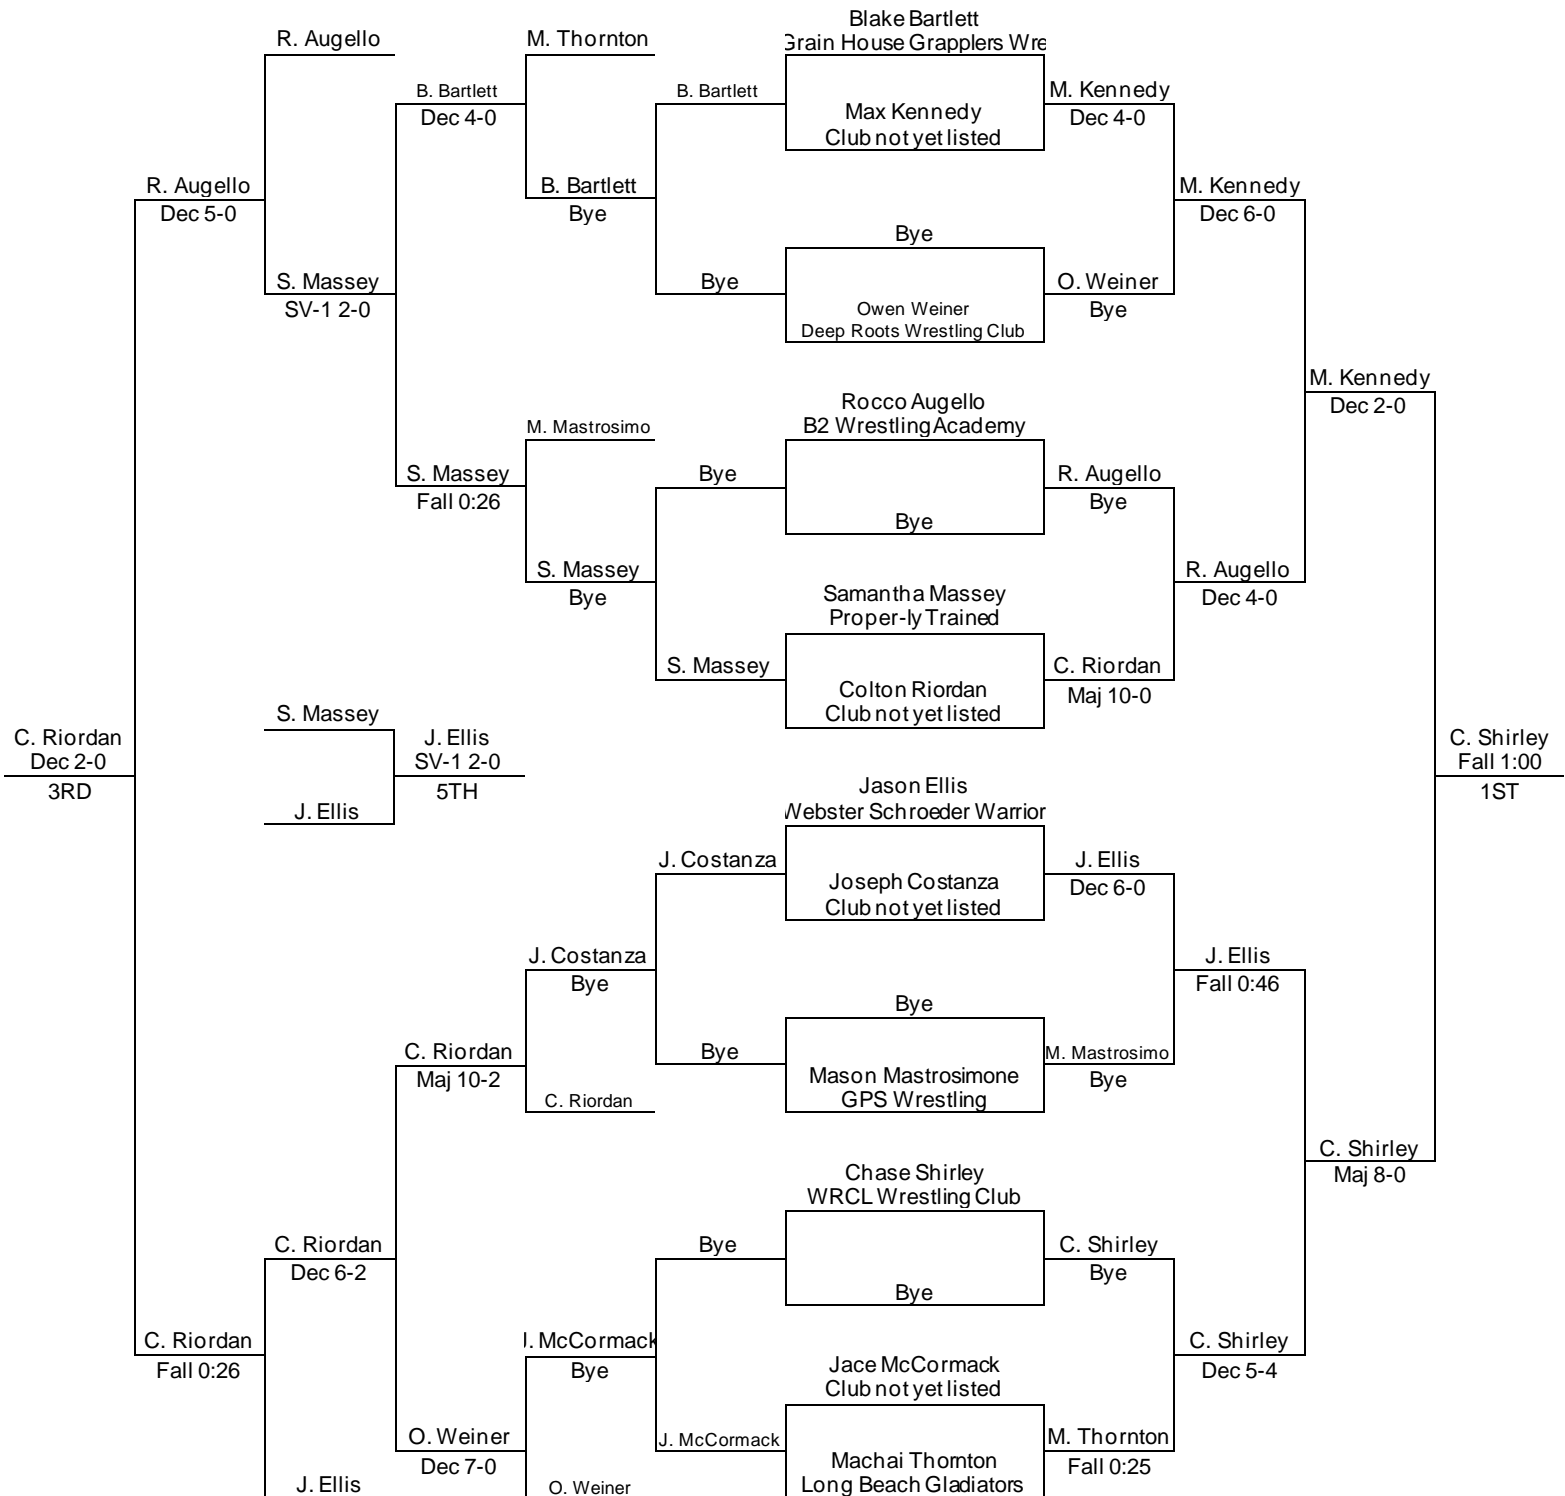 Blake Bartlett
R. Augello
M. Thornton
Grain House Grapplers Wre
B. Bartlett
Dec 4-0
B. Bartlett
Max Kennedy
Club not yet listed
M. Kennedy
Dec 4-0
R. Augello
Dec 5-0
B. Bartlett
Bye
M. Kennedy
Dec 6-0
Bye
S. Massey
SV-1 2-0
Bye
Owen Weiner
Deep Roots Wrestling Club
O. Weiner
Bye
M. Kennedy
Dec 2-0
Rocco Augello
B2 Wrestling Academy
M. Mastrosimo
S. Massey
Fall 0:26
Bye
Bye
R. Augello
Bye
S. Massey
Bye
R. Augello
Dec 4-0
Samantha Massey
Proper-ly Trained
S. Massey
Colton Riordan
Club not yet listed
C. Riordan
Maj 10-0
S. Massey
C. Riordan
Dec 2-0
3RD
J. Ellis
SV-1 2-0
5TH
J. Ellis
C. Shirley
Fall 1:00
1ST
Jason Ellis
Webster Schroeder Warrior
J. Costanza
Joseph Costanza
Club not yet listed
J. Ellis
Dec 6-0
J. Costanza
Bye
J. Ellis
Fall 0:46
Bye
C. Riordan
Maj 10-2
Bye
Mason Mastrosimone
GPS Wrestling
M. Mastrosimo
Bye
C. Riordan
C. Shirley
Maj 8-0
Chase Shirley
WRCL Wrestling Club
C. Riordan
Dec 6-2
Bye
Bye
C. Shirley
Bye
C. Riordan
Fall 0:26
J. McCormack
Bye
C. Shirley
Dec 5-4
Jace McCormack
Club not yet listed
O. Weiner
Dec 7-0
J. McCormack
Machai Thornton
Long Beach Gladiators
M. Thornton
Fall 0:25
J. Ellis
O. Weiner